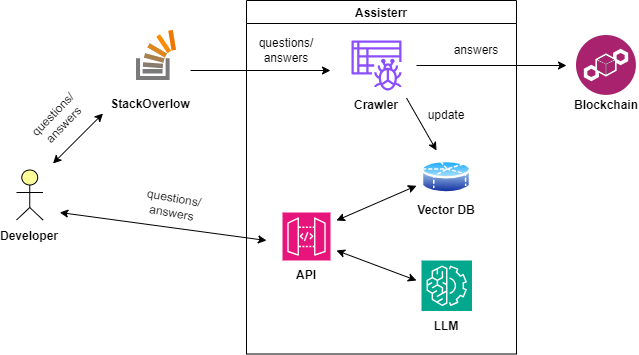 Assisterr
questions/
answers
answers
StackOverlow
Crawler
Blockchain
questions/
answers
update
questions/
answers
Vector DB
Developer
API
LLM